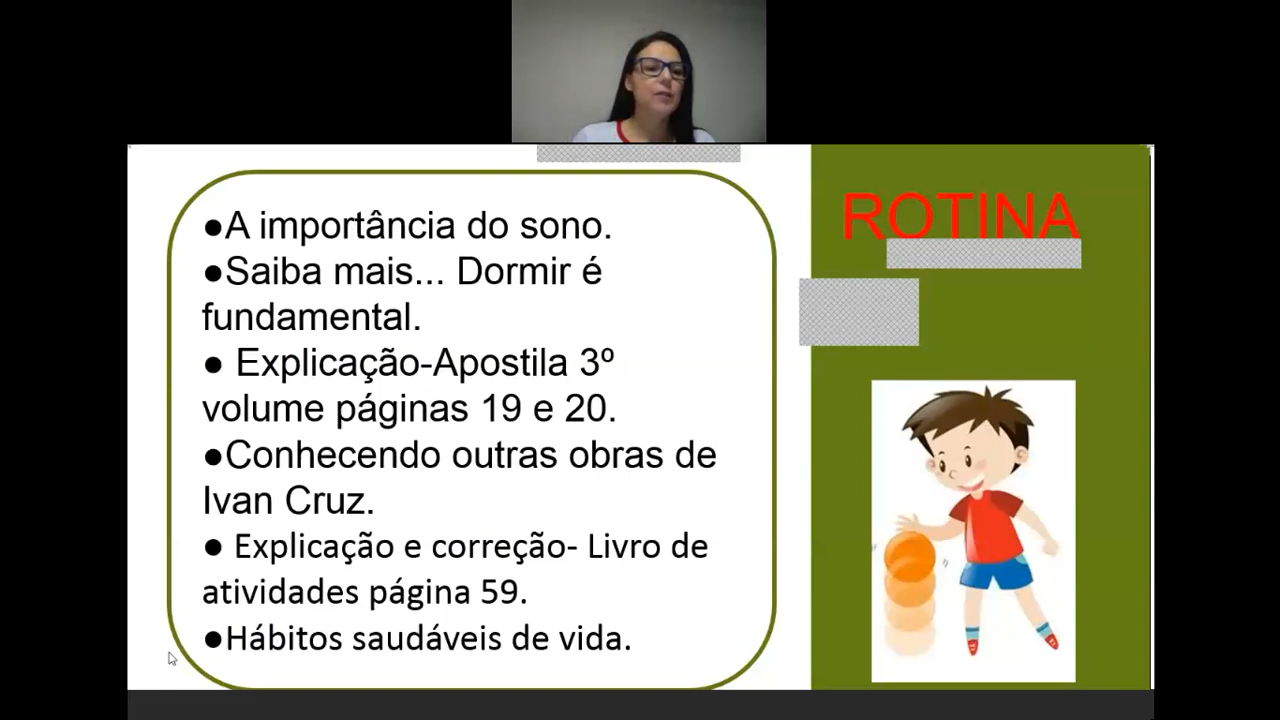 ●A importância do sono.
●Saiba mais... Dormir é
fundamental.
● Explicação-Apostila 3º
volume páginas 19 e 20.
●Conhecendo outras obras de
Ivan Cruz.
● Explicação e correção- Livro de
atividades página 59.
●Hábitos saudáveis de vida.
ROTINA